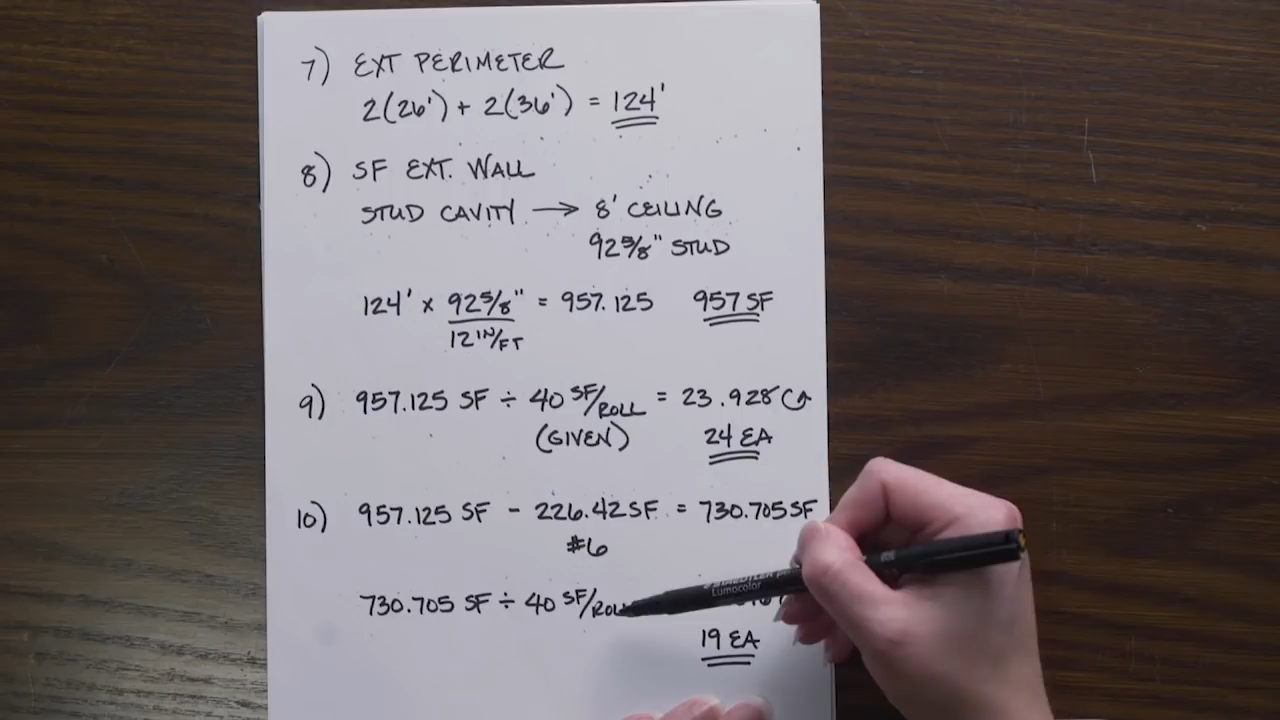 7) EXT PERIMETER
2(26') + 2(36') = 124'
8) SF EXT. WALL
STUD CAVITY → 8' CEILING
92 5/8" STUD
124' x 92 5/8" = 957.125 957 SF
12 IN/FT
9) 957.125 SF ÷ 40 SF/ROLL = 23.928
(GIVEN) 24 EA
10) 957.125 SF - 226.42 SF = 730.705 SF
#6
730.705 SF ÷ 40 SF/
19 EA
STAEDTLER
Lumocolor